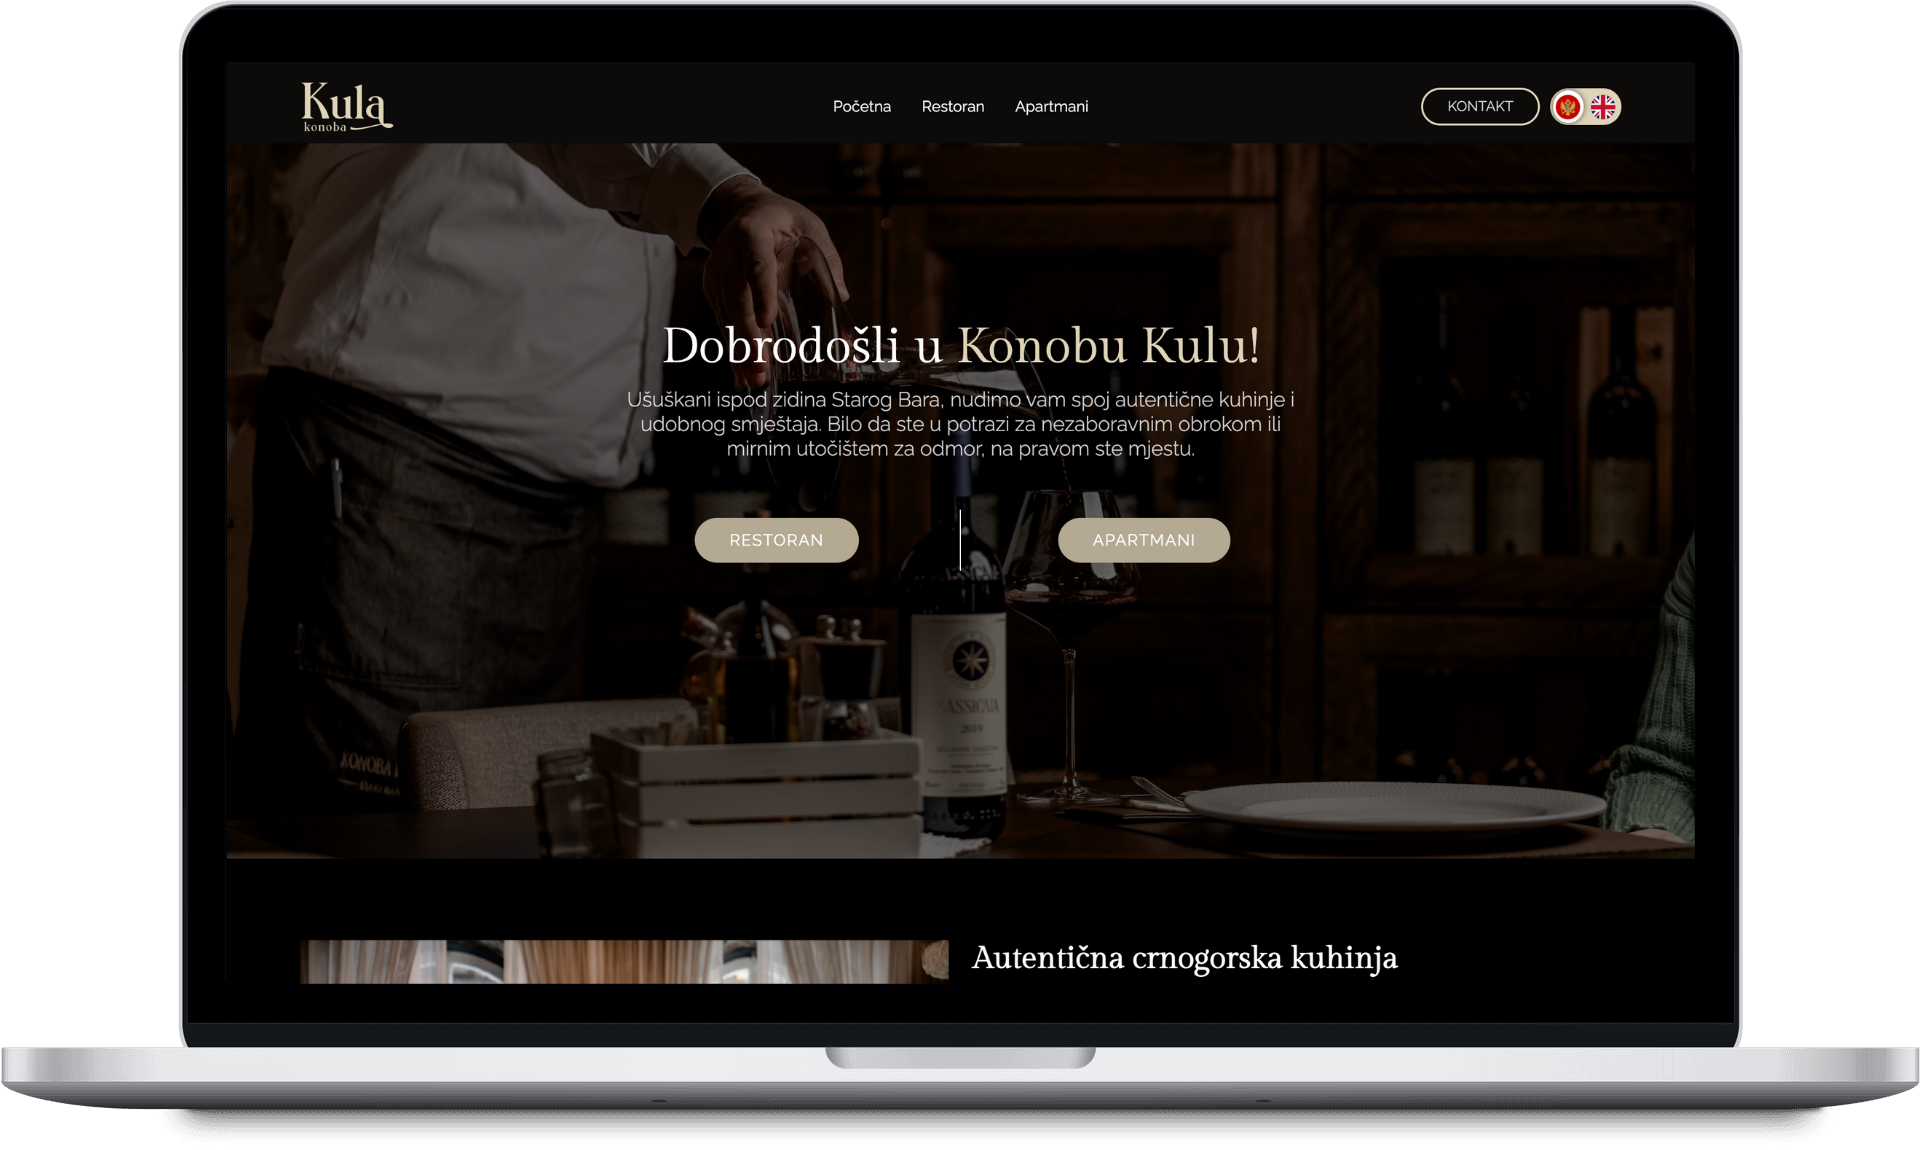 Kula
konoba
Početna
Restoran
Apartmani
KONTAKT
Dobrodošli u Konobu Kulu!
Ušuškani ispod zidina Starog Bara, nudimo vam spoj autentične kuhinje i
udobnog smještaja. Bilo da ste u potrazi za nezaboravnim obrokom ili
mirnim utočištem za odmor, na pravom ste mjestu.
RESTORAN
APARTMANI
SASSICAIA
2019
KONOBA
Autentična crnogorska kuhinja